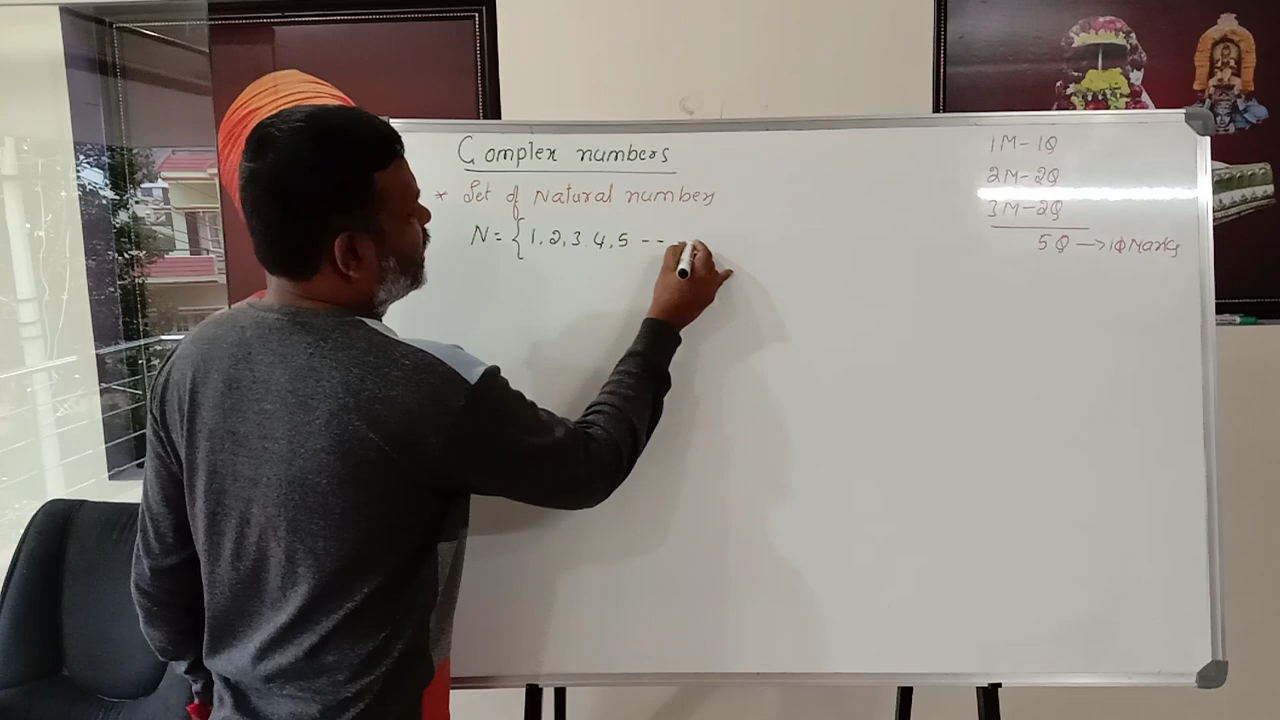 Complex numbers
* Set of Natural numbers
N = { 1, 2, 3 4, 5 - -
1M - 1Q
2M - 2Q
3M - 2Q
5Q → 10 Marks